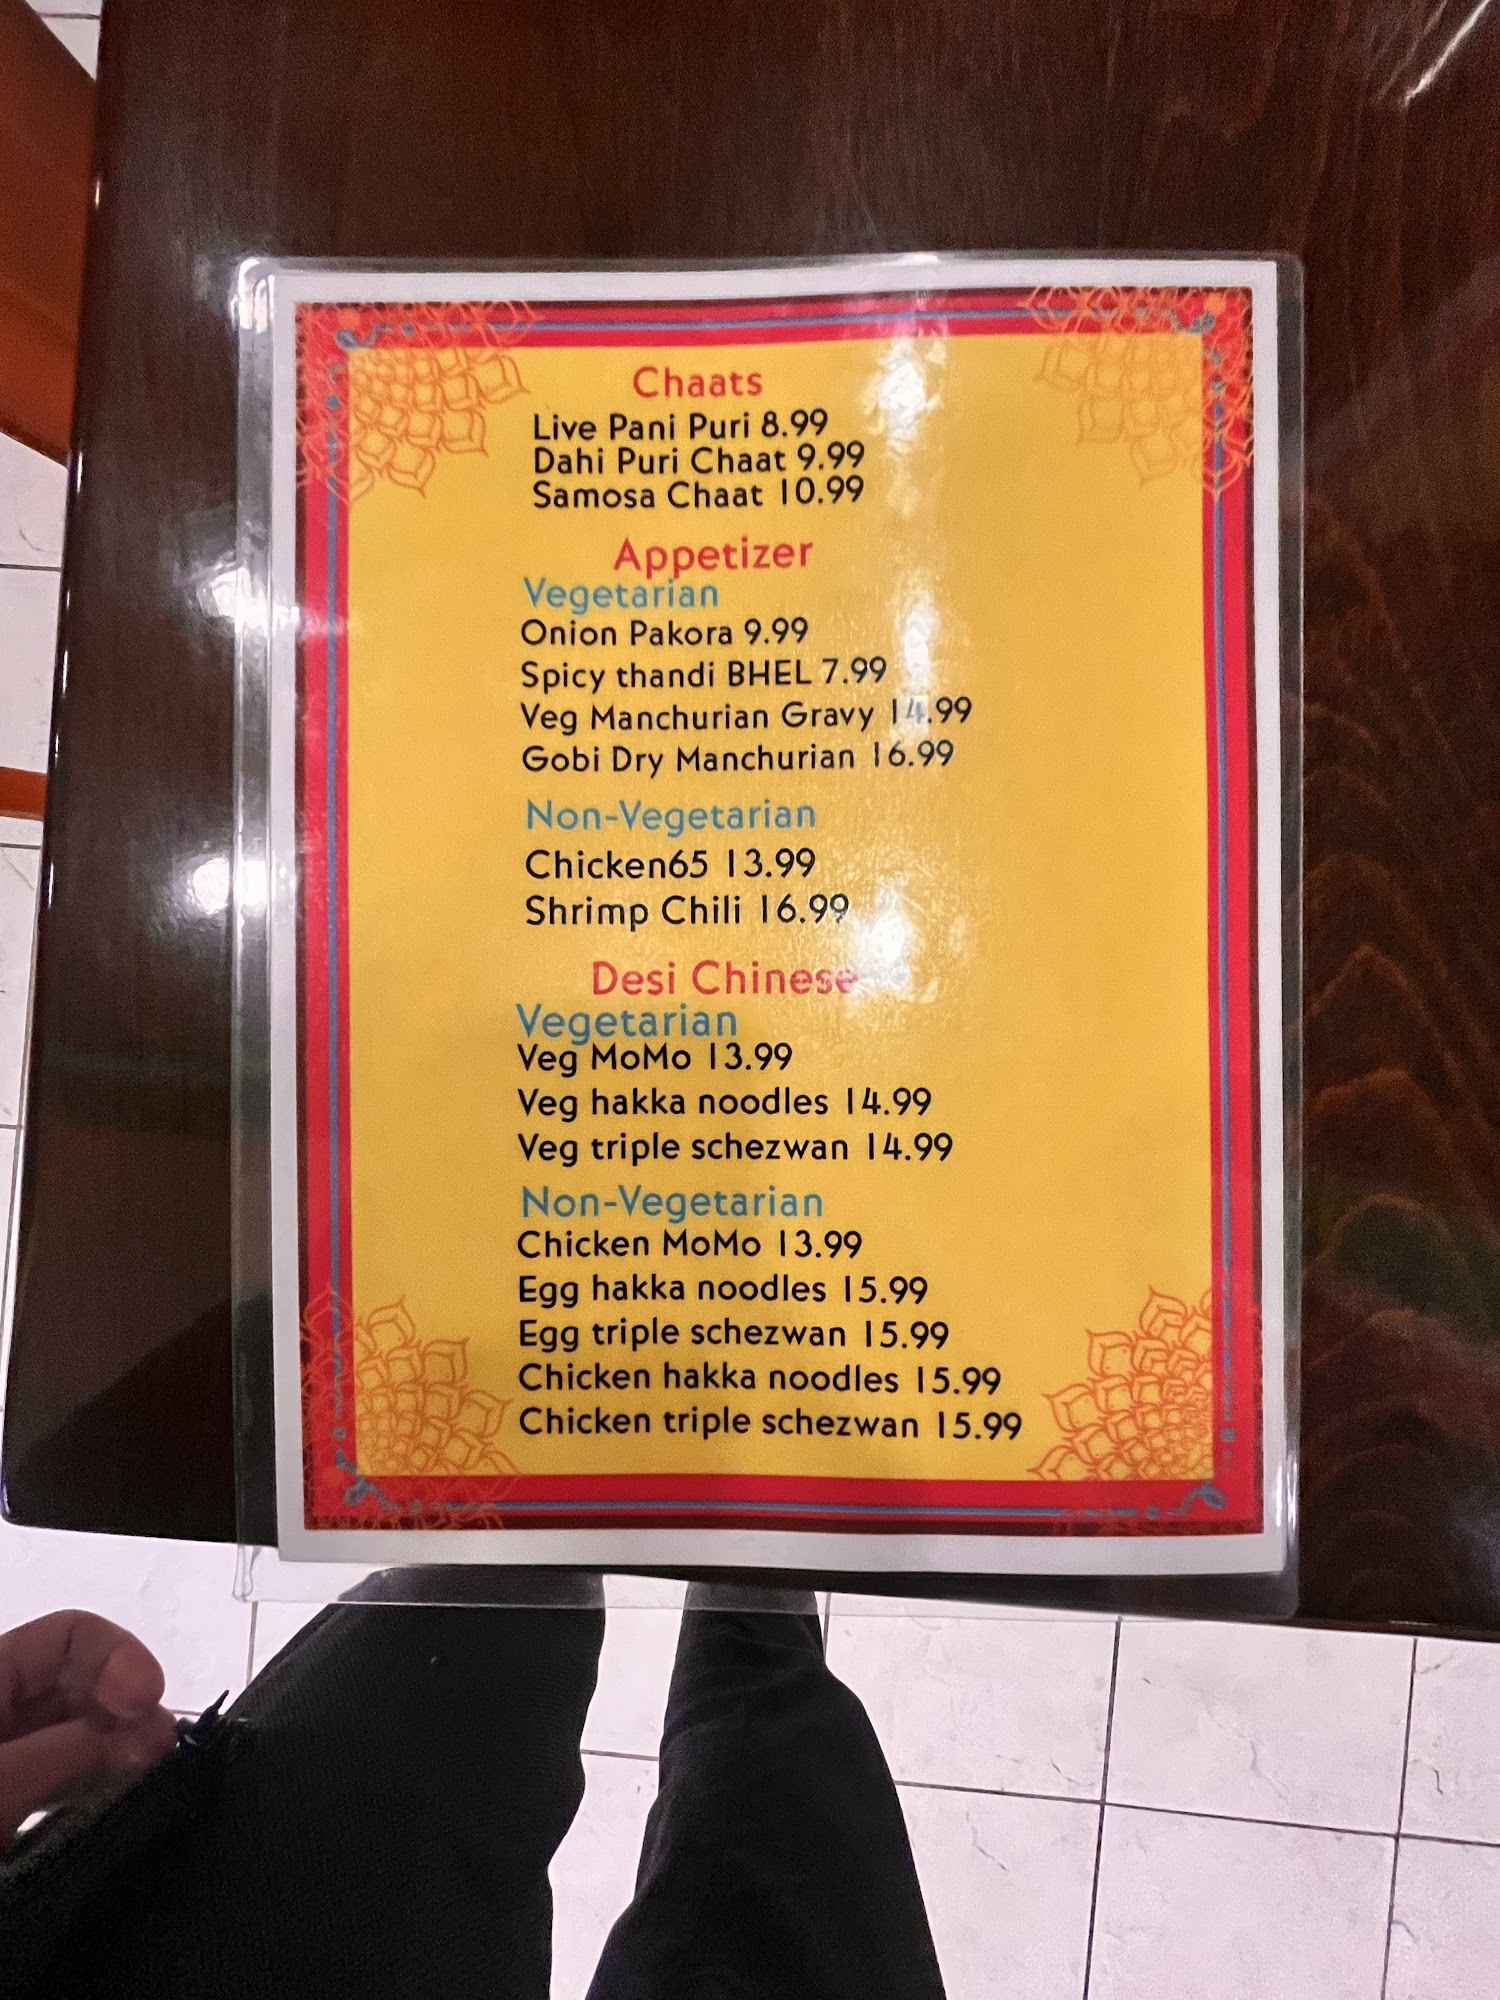 Chaats
Live Pani Puri 8.99
Dahi Puri Chaat 9.99
Samosa Chaat 10.99
Appetizer
Vegetarian
Onion Pakora 9.99
Spicy thandi BHEL 7.99
Veg Manchurian Gravy 14.99
Gobi Dry Manchurian 16.99
Non-Vegetarian
Chicken65 13.99
Shrimp Chili 16.99
Desi Chinese
Vegetarian
Veg MoMo 13.99
Veg hakka noodles 14.99
Veg triple schezwan 14.99
Non-Vegetarian
Chicken MoMo 13.99
Egg hakka noodles 15.99
Egg triple schezwan 15.99
Chicken hakka noodles 15.99
Chicken triple schezwan 15.99